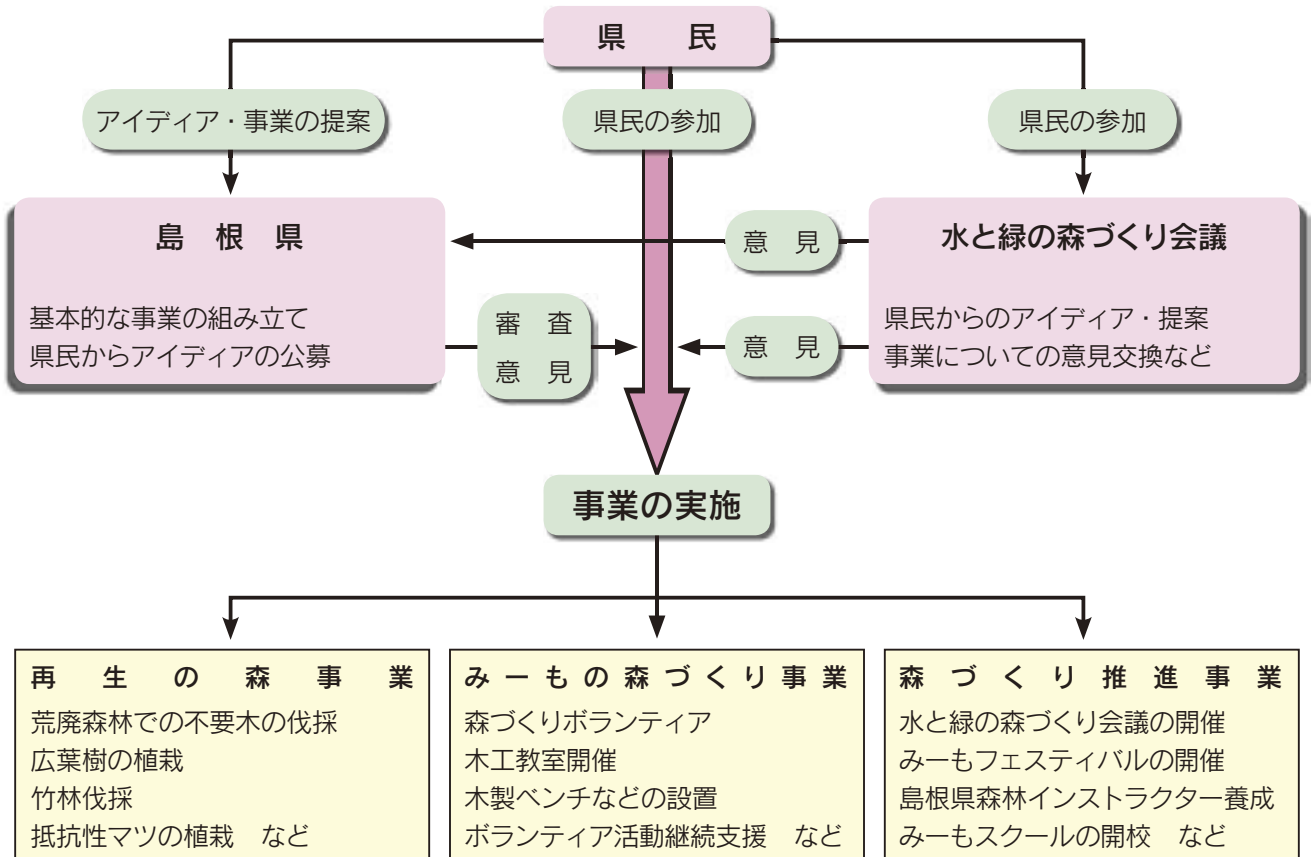 県　民
アイディア・事業の提案
県民の参加
県民の参加
島　根　県
基本的な事業の組み立て
県民からアイディアの公募
意　見
水と緑の森づくり会議
県民からのアイディア・提案
事業についての意見交換など
審　査
意　見
意　見
事業の実施
再生の森事業
荒廃森林での不要木の伐採
広葉樹の植栽
竹林伐採
抵抗性マツの植栽　など
みーもの森づくり事業
森づくりボランティア
木工教室開催
木製ベンチなどの設置
ボランティア活動継続支援　など
森づくり推進事業
水と緑の森づくり会議の開催
みーもフェスティバルの開催
島根県森林インストラクター養成
みーもスクールの開校　など